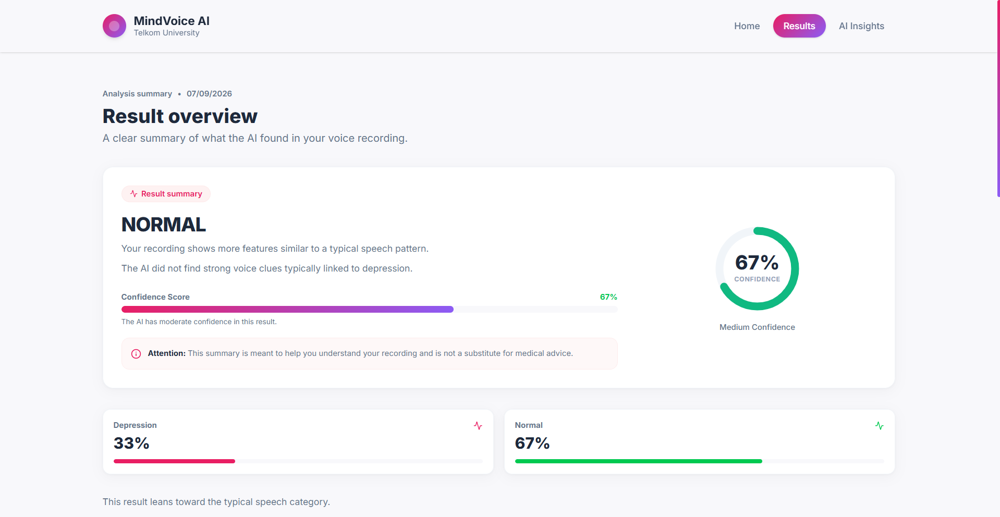 MindVoice AI
Telkom University
Home
Results
AI Insights
Analysis summary • 07/09/2026
Result overview
A clear summary of what the AI found in your voice recording.
Result summary
NORMAL
Your recording shows more features similar to a typical speech pattern.
The AI did not find strong voice clues typically linked to depression.
Confidence Score
67%
The AI has moderate confidence in this result.
Attention: This summary is meant to help you understand your recording and is not a substitute for medical advice.
67%
CONFIDENCE
Medium Confidence
Depression
33%
Normal
67%
This result leans toward the typical speech category.